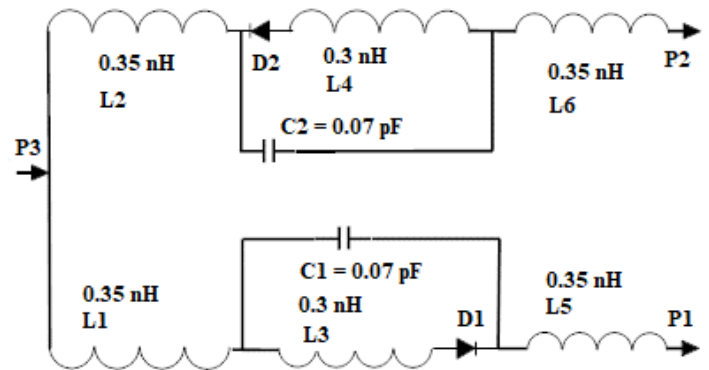 0.35 nH
L2
D2
0.3 nH
L4
P2
0.35 nH
L6
C2 = 0.07 pF
P3
C1 = 0.07 pF
0.35 nH
L1
0.3 nH
L3
D1
0.35 nH
L5
P1